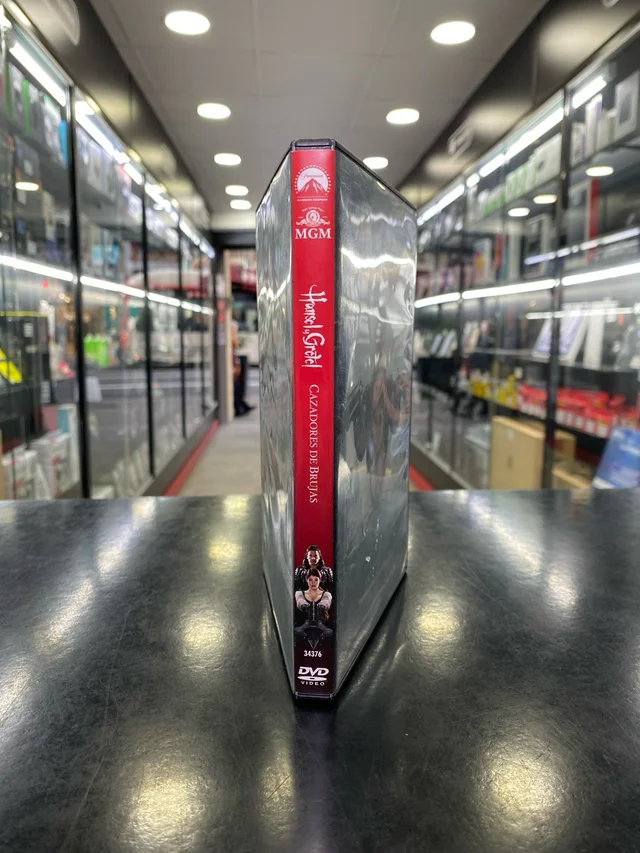 MGM
Hansel y Gretel
CAZADORES DE BRUJAS
34376
DVD
VIDEO